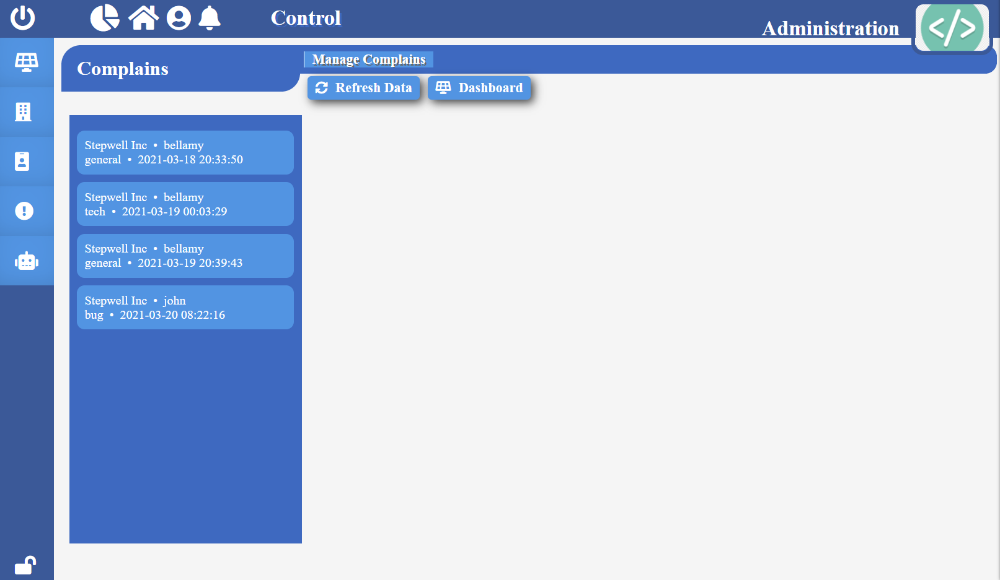 Control
Administration
Complains
Manage Complains
Refresh Data
Dashboard
Stepwell Inc • bellamy
general • 2021-03-18 20:33:50
Stepwell Inc • bellamy
tech • 2021-03-19 00:03:29
Stepwell Inc • bellamy
general • 2021-03-19 20:39:43
Stepwell Inc • john
bug • 2021-03-20 08:22:16